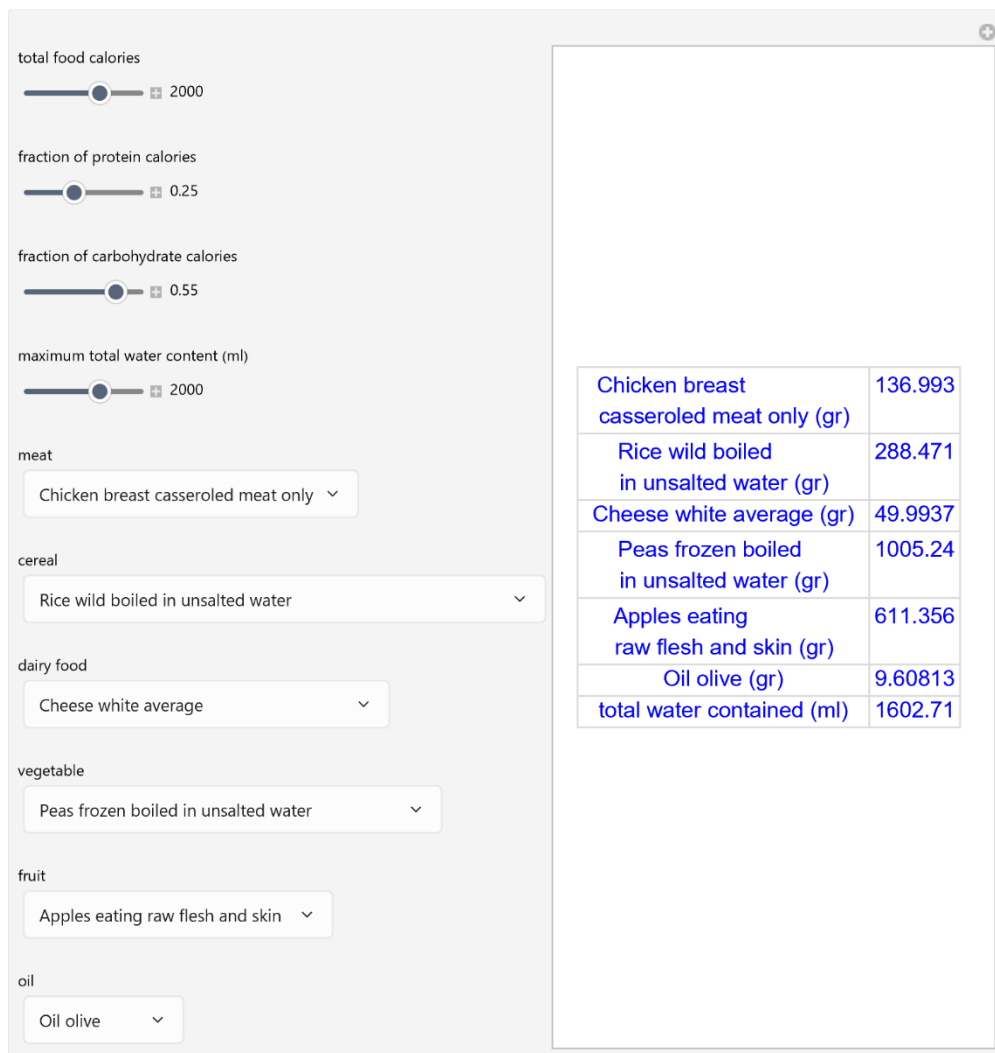 total food calories
2000
fraction of protein calories
0.25
fraction of carbohydrate calories
0.55
maximum total water content (ml)
2000
meat
Chicken breast casseroled meat only
cereal
Rice wild boiled in unsalted water
dairy food
Cheese white average
vegetable
Peas frozen boiled in unsalted water
fruit
Apples eating raw flesh and skin
oil
Oil olive
Chicken breast
casseroled meat only (gr) 136.993
Rice wild boiled
in unsalted water (gr) 288.471
Cheese white average (gr) 49.9937
Peas frozen boiled
in unsalted water (gr) 1005.24
Apples eating
raw flesh and skin (gr) 611.356
Oil olive (gr) 9.60813
total water contained (ml) 1602.71